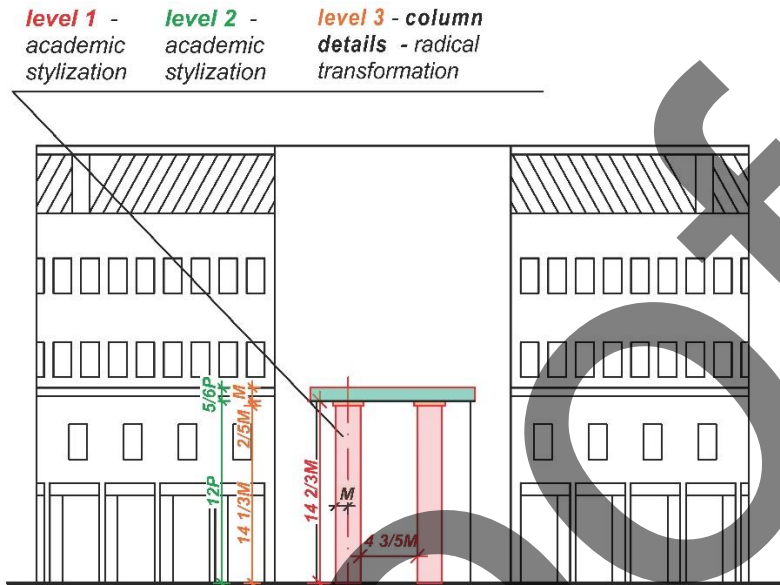 level 1 -
academic
stylization
level 2 -
academic
stylization
level 3 - column
details - radical
transformation
5/6P
M
2/5M
12P
14 1/3M
14 2/3M
M
4 3/5M